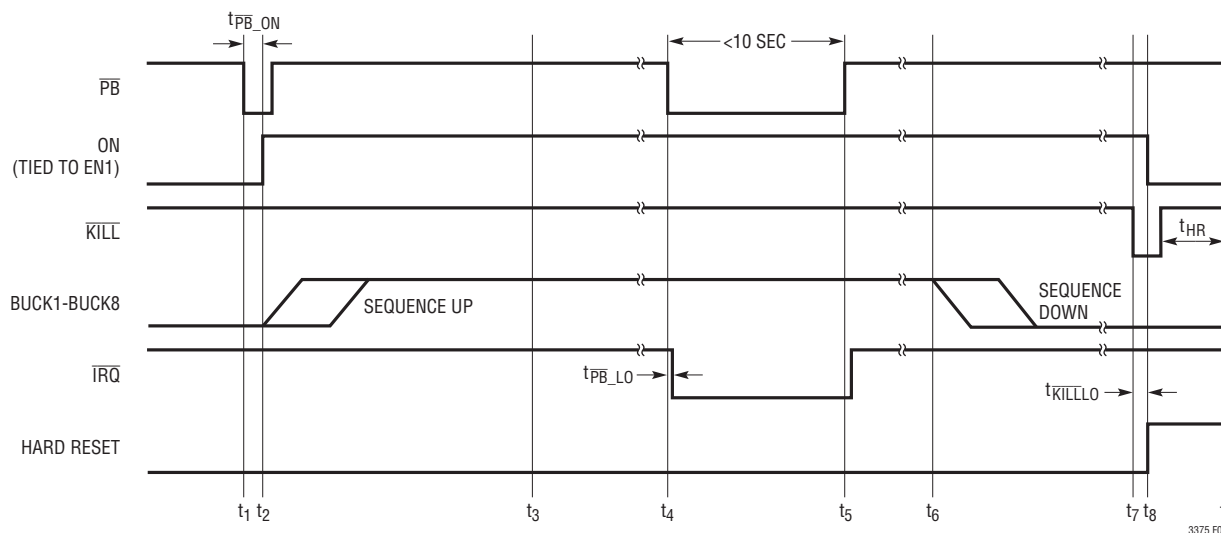 tPB_ON
<10 SEC
PB
ON
(TIED TO EN1)
KILL
tHR
BUCK1-BUCK8
SEQUENCE UP
SEQUENCE
DOWN
IRQ
tPB_LO
tKILLLO
HARD RESET
t1 t2 t3 t4 t5 t6 t7 t8